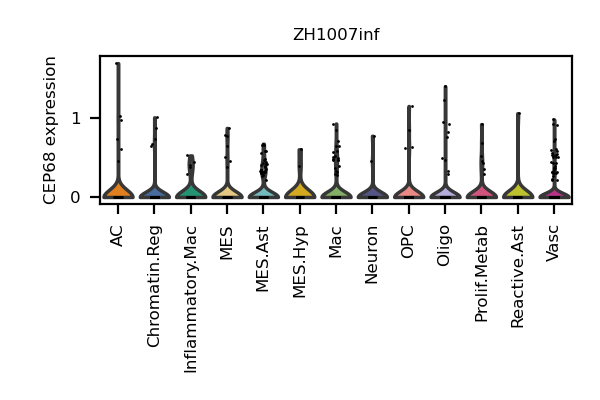 ZH1007inf
CEP68 expression
1
0
AC
Chromatin.Reg
Inflammatory.Mac
MES
MES.Ast
MES.Hyp
Mac
Neuron
OPC
Oligo
Prolif.Metab
Reactive.Ast
Vasc